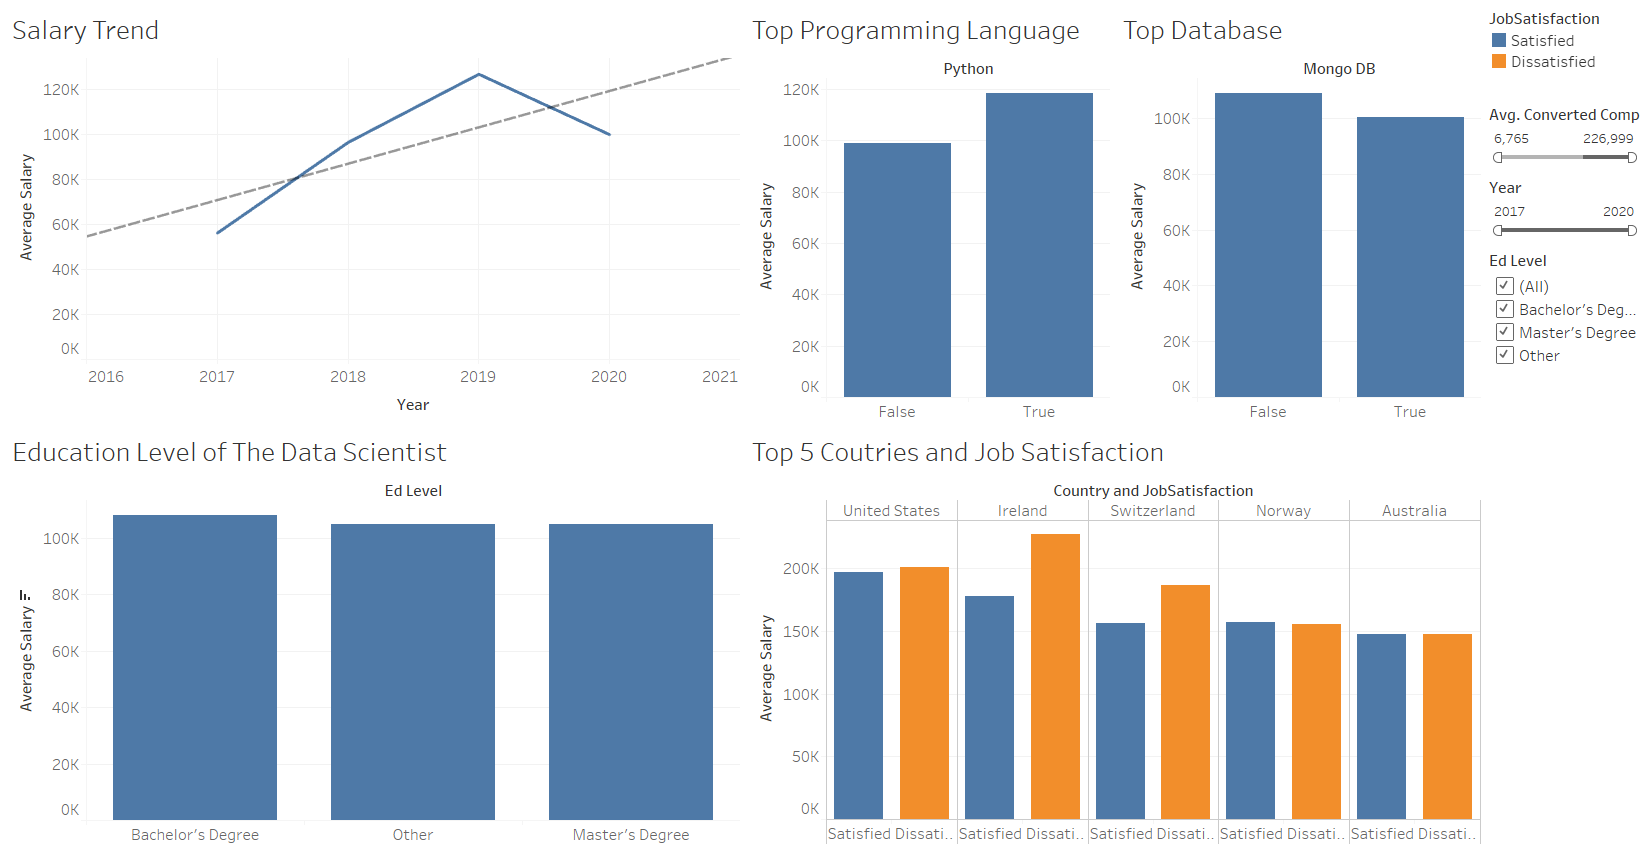 Salary Trend
Average Salary
120K
100K
80K
60K
40K
20K
0K
2016 2017 2018 2019 2020 2021
Year
Top Programming Language
Python
Average Salary
120K
100K
80K
60K
40K
20K
0K
False True
Top Database
Mongo DB
Average Salary
100K
80K
60K
40K
20K
0K
False True
JobSatisfaction
Satisfied
Dissatisfied
Avg. Converted Comp
6,765 226,999
Year
2017 2020
Ed Level
(All)
Bachelor’s Deg...
Master’s Degree
Other
Education Level of The Data Scientist
Ed Level
Average Salary
100K
80K
60K
40K
20K
0K
Bachelor’s Degree Other Master’s Degree
Top 5 Coutries and Job Satisfaction
Country and JobSatisfaction
United States Ireland Switzerland Norway Australia
Average Salary
200K
150K
100K
50K
0K
Satisfied Dissati.. Satisfied Dissati.. Satisfied Dissati.. Satisfied Dissati.. Satisfied Dissati..